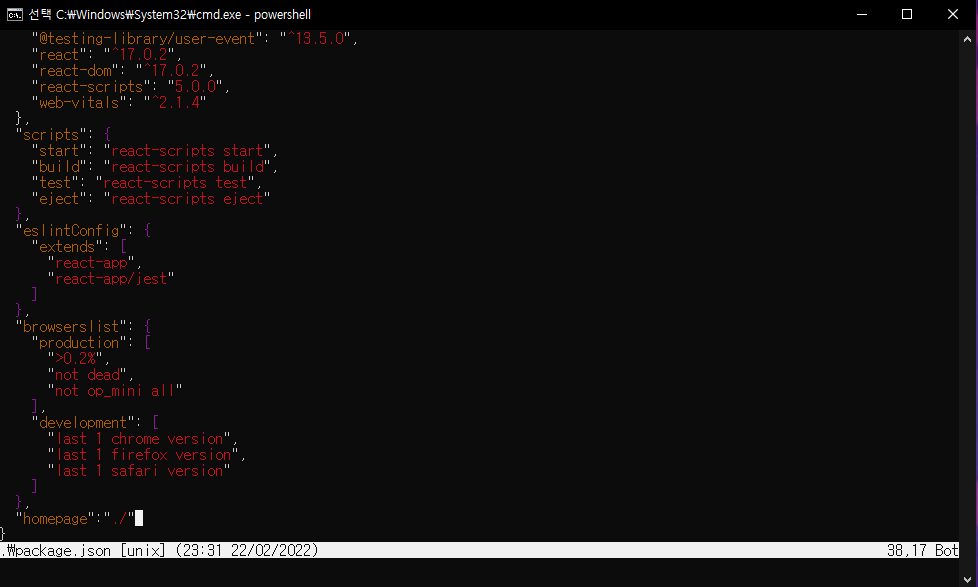 선택 C:₩Windows₩System32₩cmd.exe - powershell
    "@testing-library/user-event": "^13.5.0",
    "react": "^17.0.2",
    "react-dom": "^17.0.2",
    "react-scripts": "5.0.0",
    "web-vitals": "^2.1.4"
  },
  "scripts": {
    "start": "react-scripts start",
    "build": "react-scripts build",
    "test": "react-scripts test",
    "eject": "react-scripts eject"
  },
  "eslintConfig": {
    "extends": [
      "react-app",
      "react-app/jest"
    ]
  },
  "browserslist": {
    "production": [
      ">0.2%",
      "not dead",
      "not op_mini all"
    ],
    "development": [
      "last 1 chrome version",
      "last 1 firefox version",
      "last 1 safari version"
    ]
  },
  "homepage":"./"
}
.₩package.json [unix] (23:31 22/02/2022) 38,17 Bot